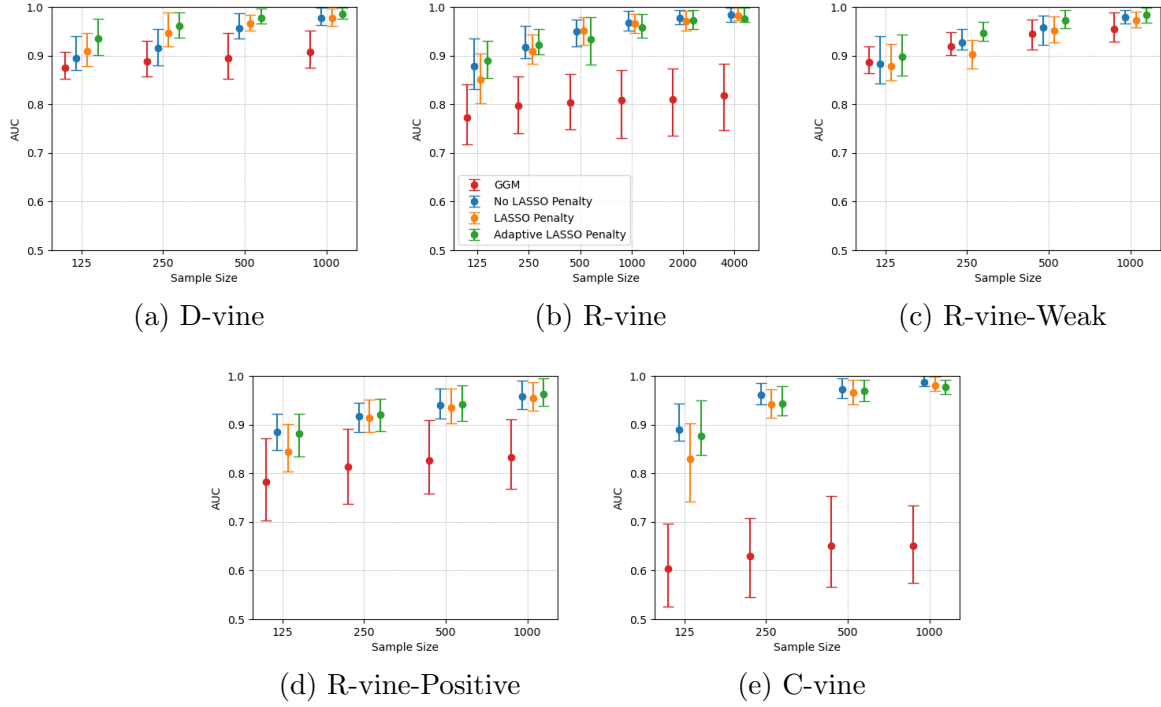 1.0
0.9
0.8
0.7
0.6
0.5
AUC
125 250 500 1000
Sample Size
(a) D-vine
1.0
0.9
0.8
0.7
0.6
0.5
AUC
GGM
No LASSO Penalty
LASSO Penalty
Adaptive LASSO Penalty
125 250 500 1000 2000 4000
Sample Size
(b) R-vine
1.0
0.9
0.8
0.7
0.6
0.5
AUC
125 250 500 1000
Sample Size
(c) R-vine-Weak
1.0
0.9
0.8
0.7
0.6
0.5
AUC
125 250 500 1000
Sample Size
(d) R-vine-Positive
1.0
0.9
0.8
0.7
0.6
0.5
AUC
125 250 500 1000
Sample Size
(e) C-vine